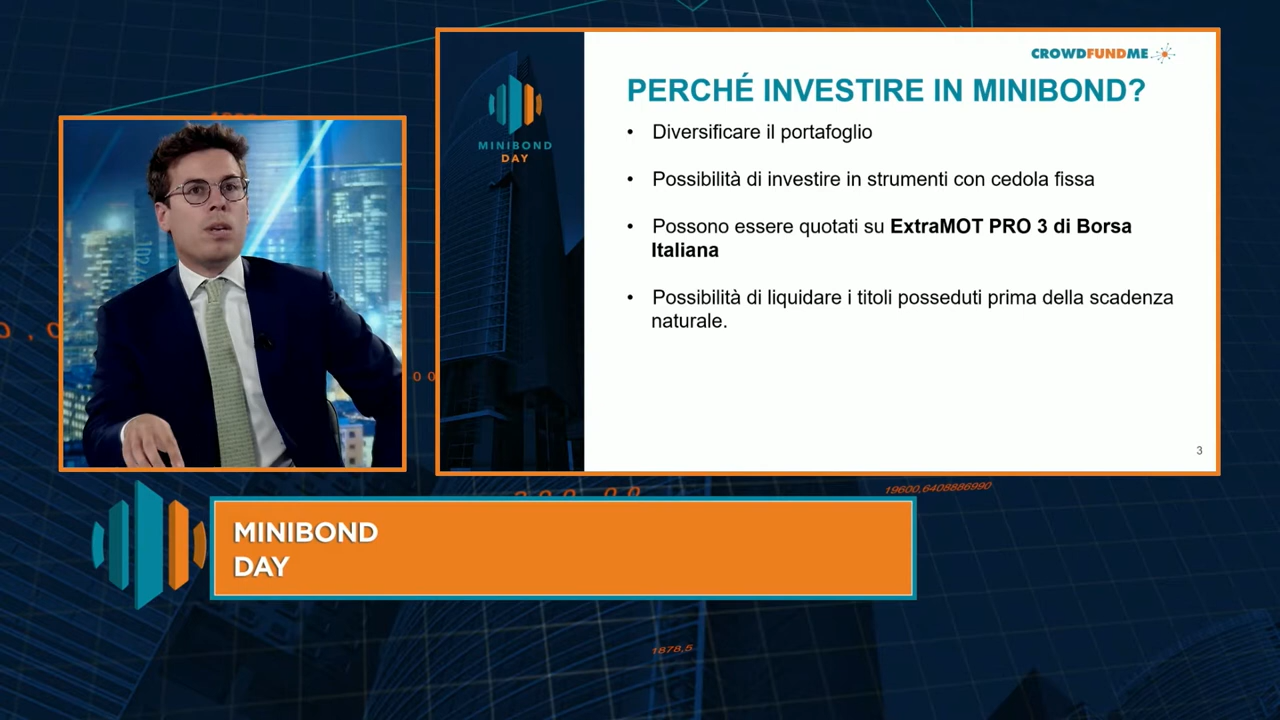 CROWDFUNDME
PERCHÉ INVESTIRE IN MINIBOND?
MINIBOND
DAY
• Diversificare il portafoglio
• Possibilità di investire in strumenti con cedola fissa
• Possono essere quotati su ExtraMOT PRO 3 di Borsa
Italiana
• Possibilità di liquidare i titoli posseduti prima della scadenza
naturale.
3
19600,6408886990
MINIBOND
DAY
1878,5